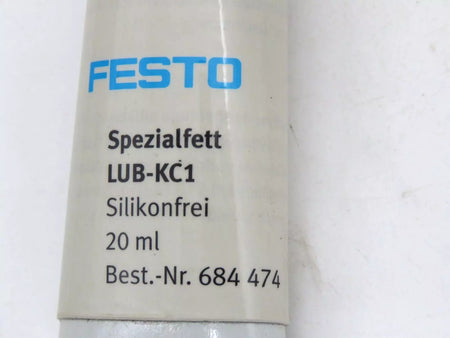 FESTO
Spezialfett
LUB-KC1
Silikonfrei
20 ml
Best.-Nr. 684 474